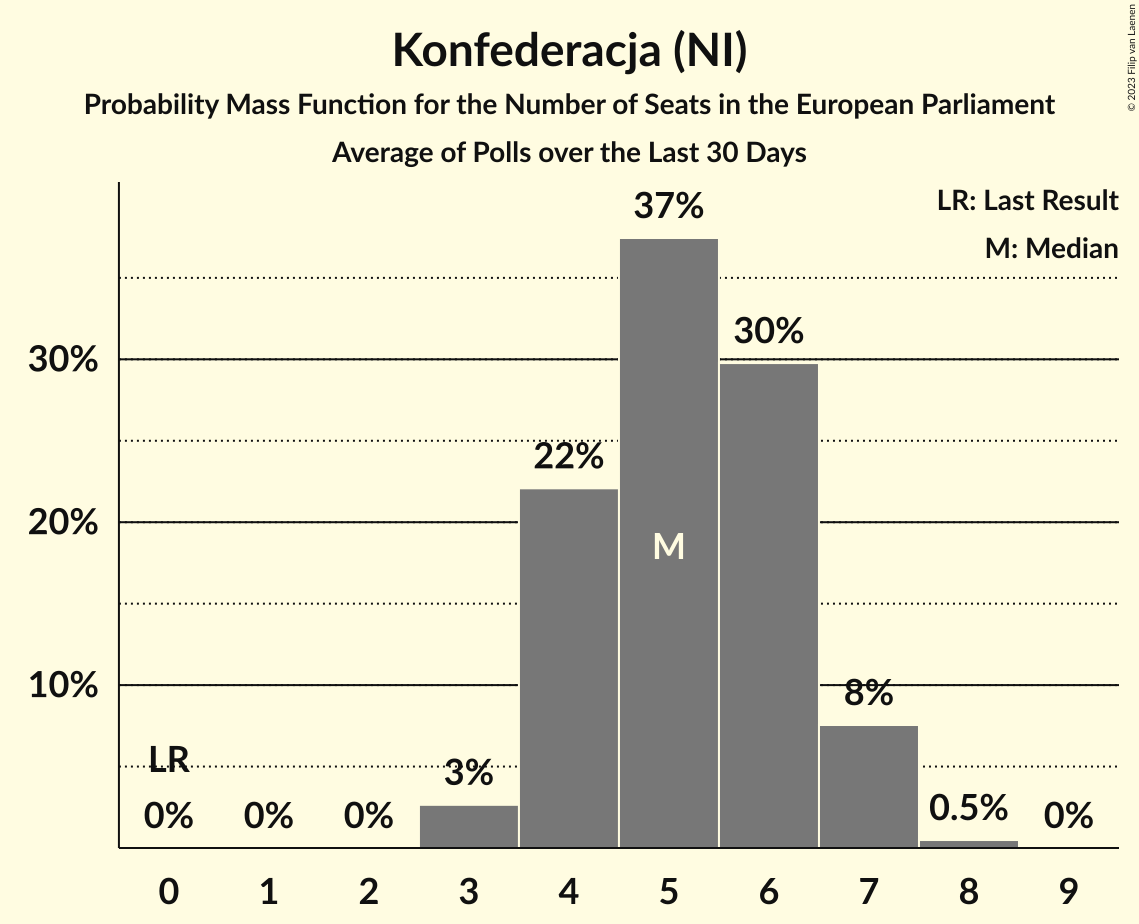 Konfederacja (NI)
Probability Mass Function for the Number of Seats in the European Parliament
Average of Polls over the Last 30 Days
© 2023 Filip van Laenen
LR: Last Result
M: Median
37%
30%
30%
22%
20%
M
10%
8%
LR
3%
0%
0%
0%
0.5%
0%
0 1 2 3 4 5 6 7 8 9